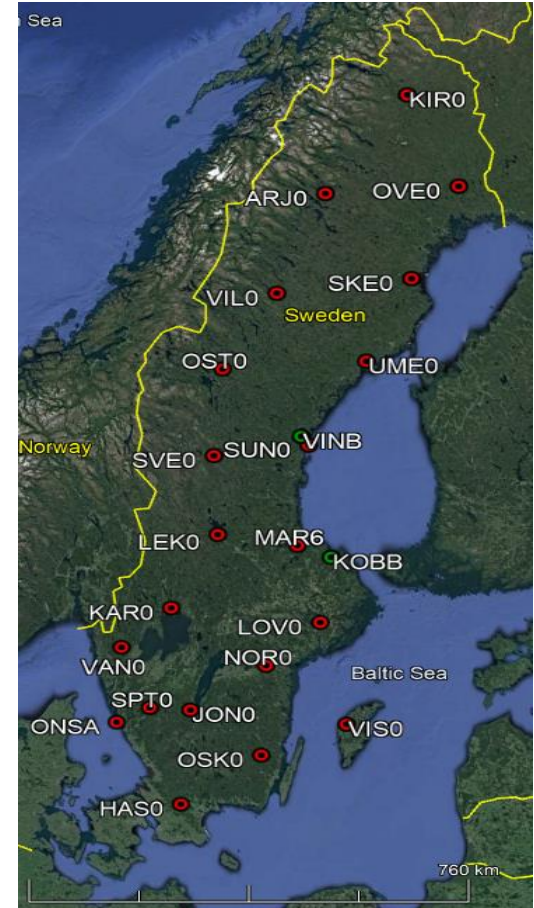 n Sea
KIR0
ARJ0
OVE0
VIL0
SKE0
Sweden
OST0
UME0
Norway
SVE0
SUN0
VINB
LEK0
MAR6
KOBB
KAR0
LOV0
VAN0
NOR0
Baltic Sea
SPT0
ONSA
JON0
VIS0
OSK0
HAS0
760 km